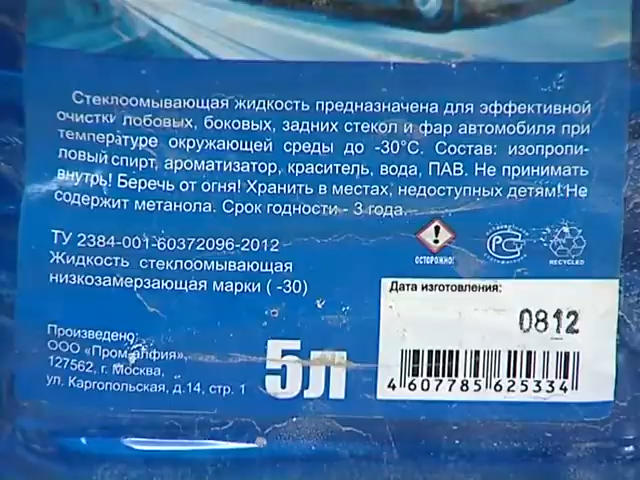 Стеклоомывающая жидкость предназначена для эффективной
очистки лобовых, боковых, задних стекол и фар автомобиля при
температуре окружающей среды до -30°С. Состав: изопропи-
ловый спирт, ароматизатор, краситель, вода, ПАВ. Не принимать
внутрь! Беречь от огня! Хранить в местах, недоступных детям! Не
содержит метанола. Срок годности - 3 года.
ТУ 2384-001-60372096-2012
Жидкость стеклоомывающая
низкозамерзающая марки ( -30)
ОСТОРОЖНО!
RECYCLED
Дата изготовления:
0812
Произведено:
ООО «Пром-алфия»,
127562, г. Москва,
ул. Каргопольская, д.14, стр. 1
5л
4 607785 625334